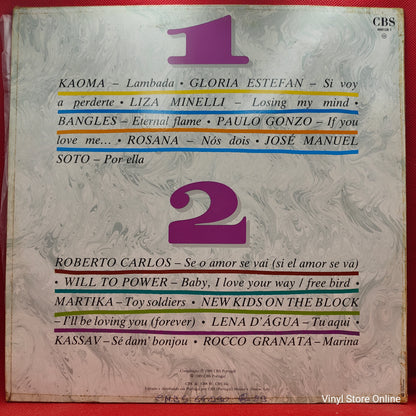 1
CBS
KAOMA – Lambada • GLORIA ESTEFAN – Si voy
a perderte • LIZA MINELLI – Losing my mind •
BANGLES – Eternal flame • PAULO GONZO – If you
love me... • ROSANA – Nós dois • JOSÉ MANUEL
SOTO – Por ella
2
ROBERTO CARLOS – Se o amor se vai (si el amor se va)
• WILL TO POWER – Baby, I love your way / free bird •
MARTIKA – Toy soldiers • NEW KIDS ON THE BLOCK
– I'll be loving you (forever) • LENA D'ÁGUA – Tu aqui •
KASSAV – Sé dam' bonjou • ROCCO GRANATA – Marina
Vinyl Store Online